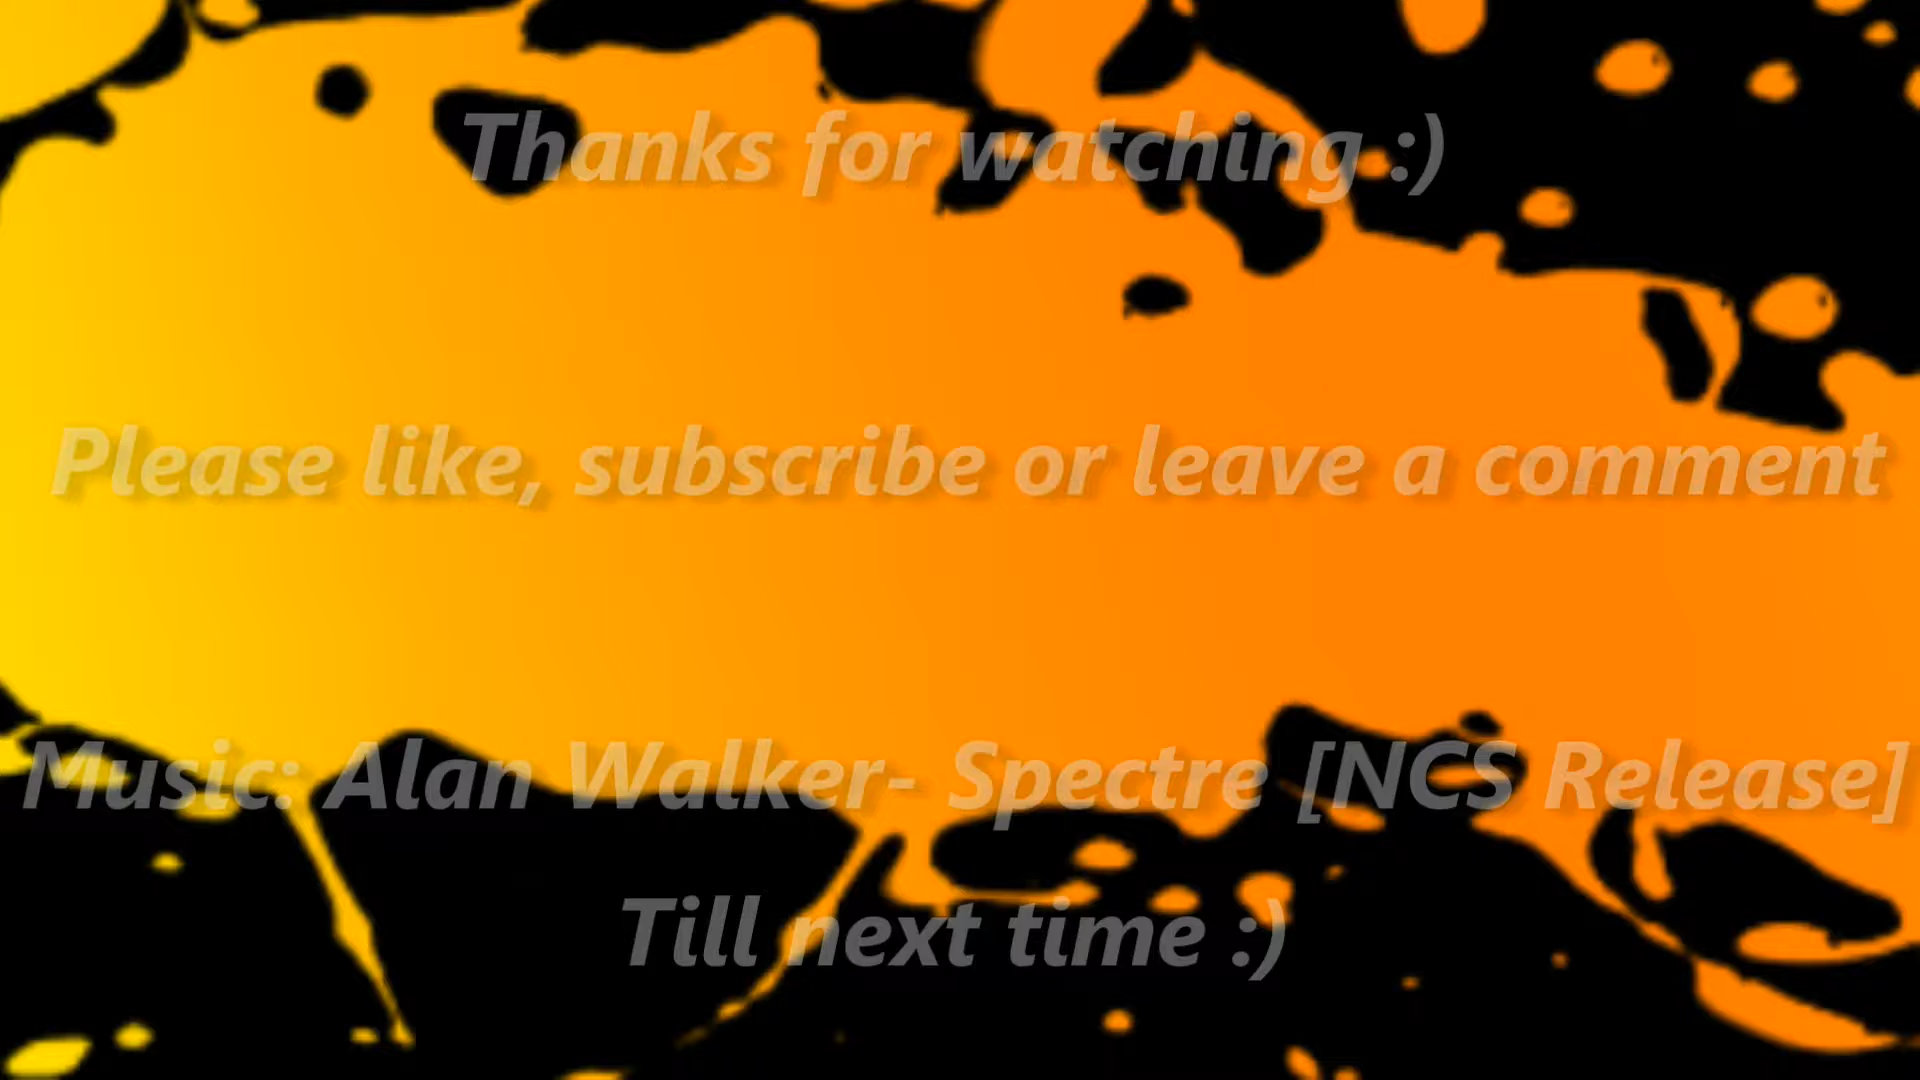 Thanks for watching :)
Please like, subscribe or leave a comment
Music: Alan Walker- Spectre [NCS Release]
Till next time :)